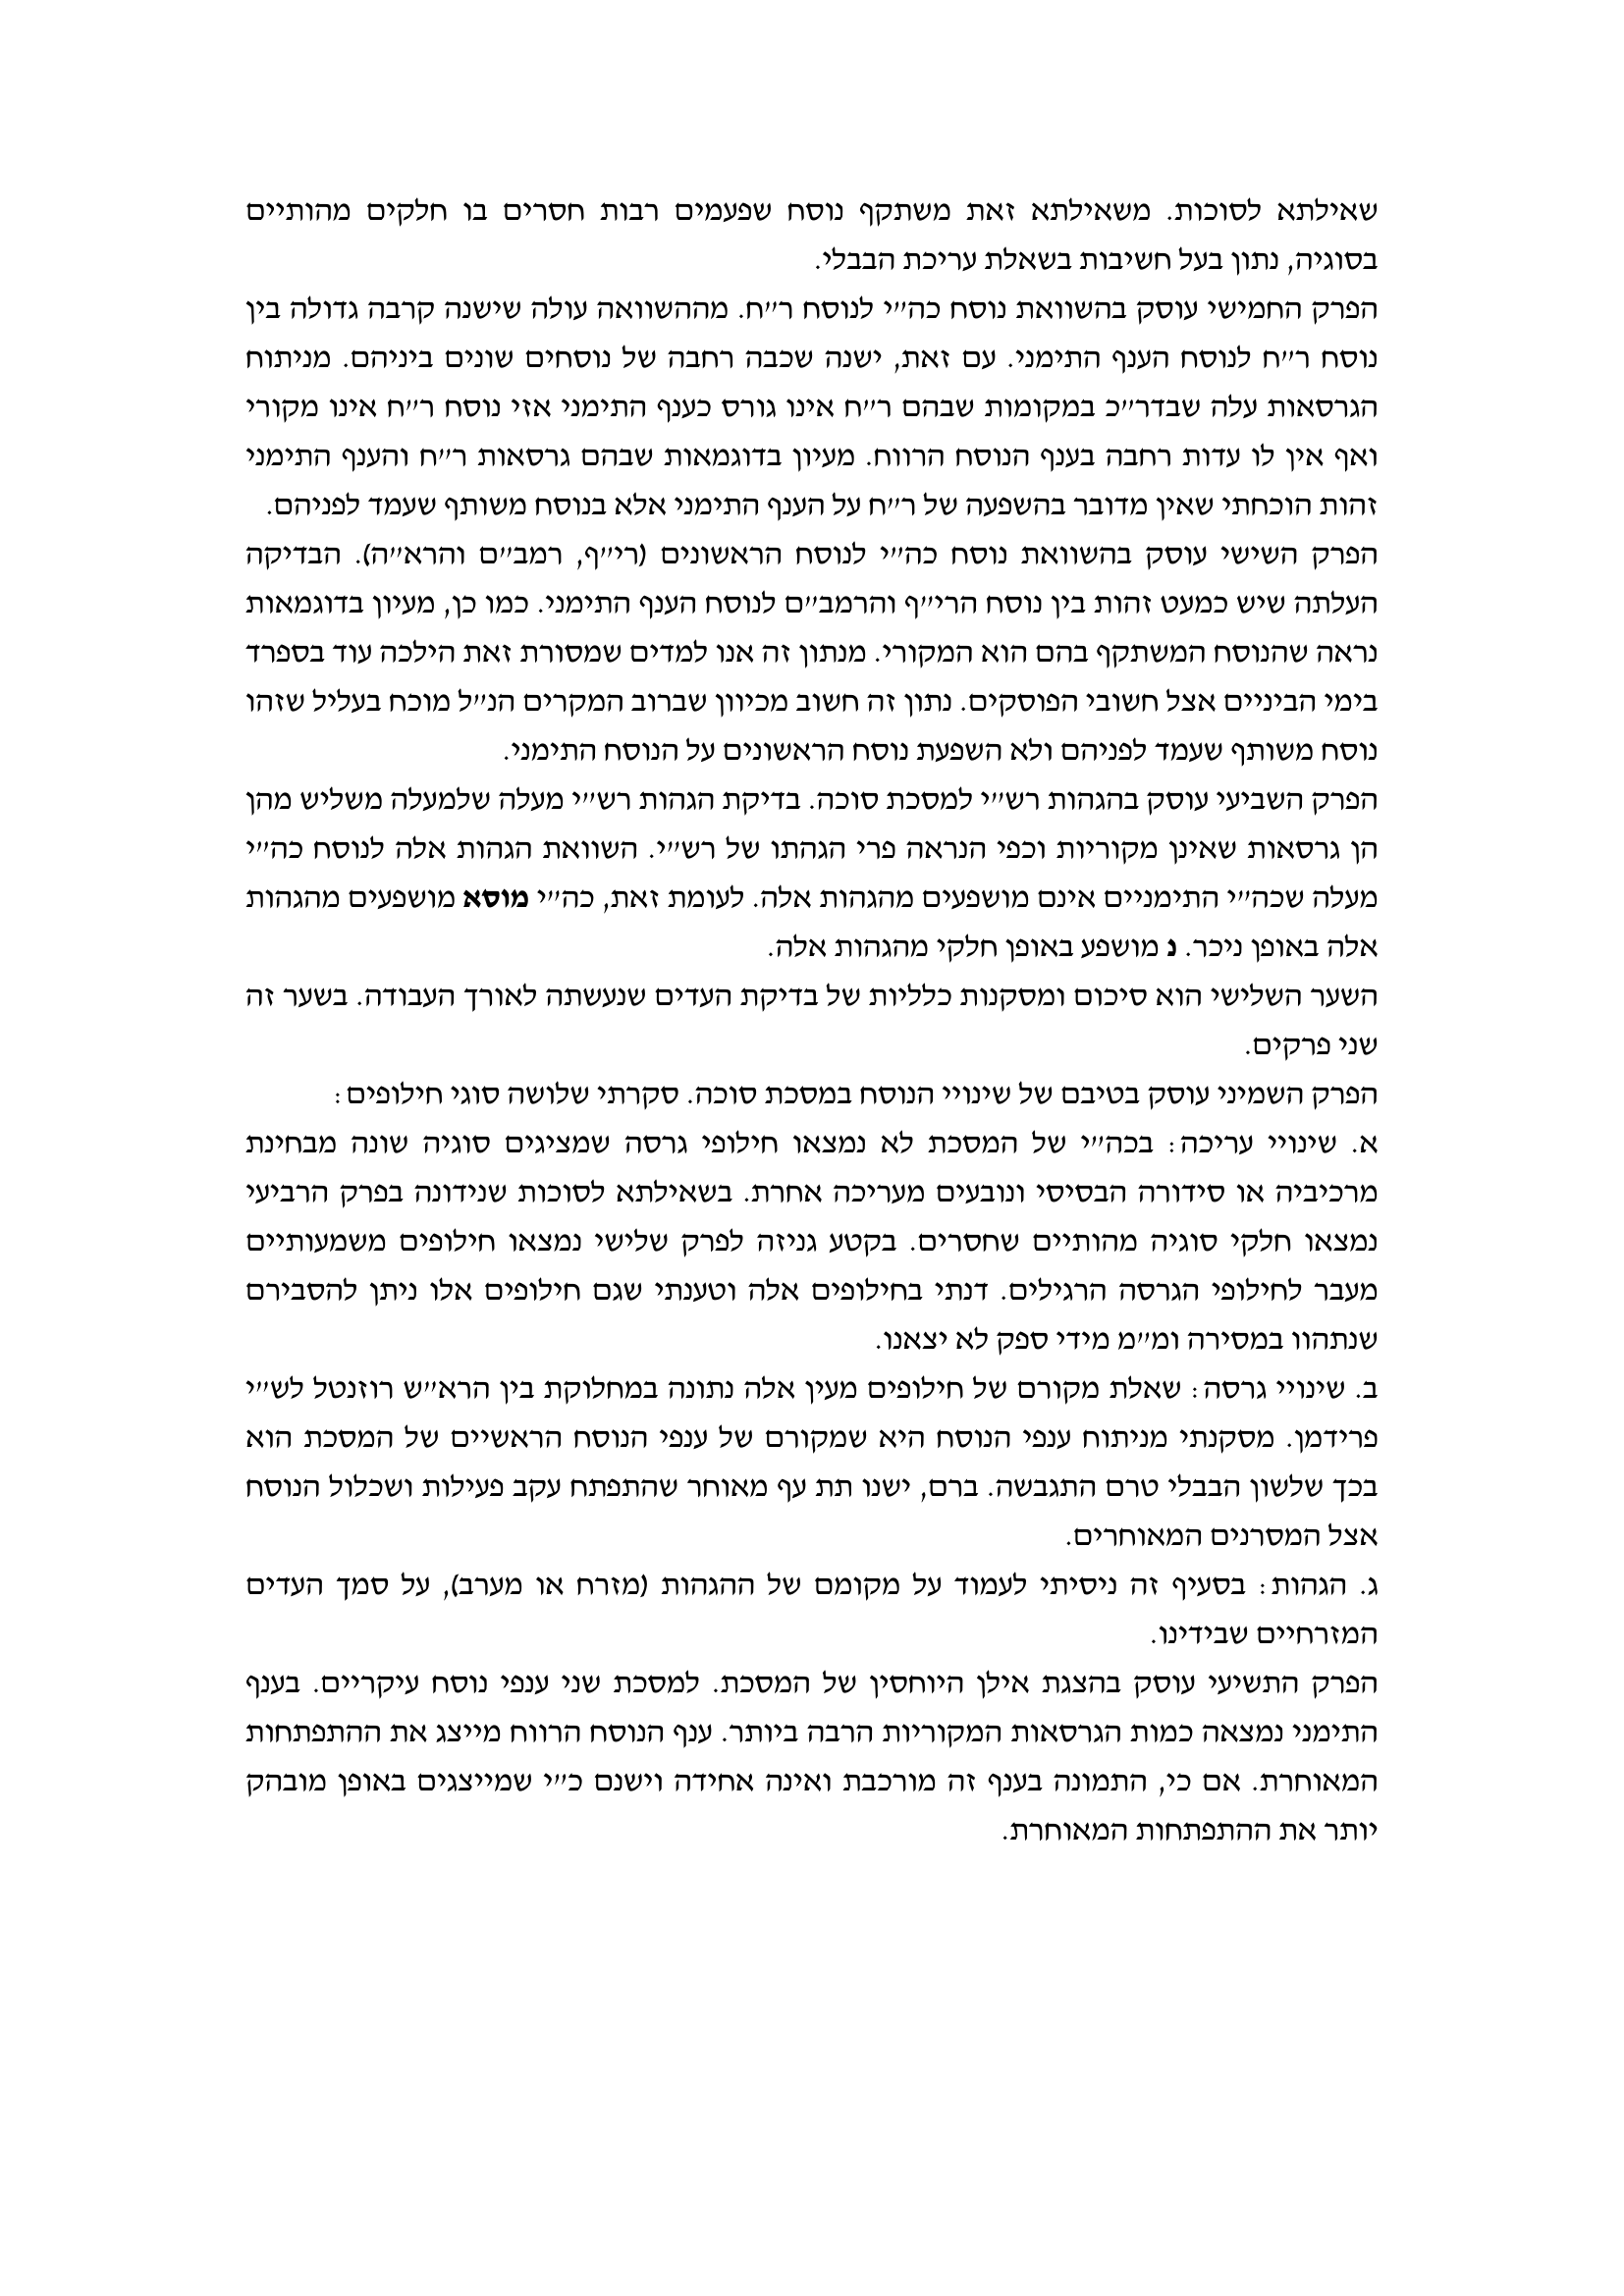 שאילתא לסוכות. משאילתא זאת משתקף נוסח שפעמים רבות חסרים בו חלקים מהותיים
בסוגיה, נתון בעל חשיבות בשאלת עריכת הבבלי.
הפרק החמישי עוסק בהשוואת נוסח כה"י לנוסח ר"ח. מההשוואה עולה שישנה קרבה גדולה בין
נוסח ר"ח לנוסח הענף התימני. עם זאת, ישנה שכבה רחבה של נוסחים שונים ביניהם. מניתוח
הגרסאות עלה שבדר"כ במקומות שבהם ר"ח אינו גורס כענף התימני אזי נוסח ר"ח אינו מקורי
ואף אין לו עדות רחבה בענף הנוסח הרווח. מעיון בדוגמאות שבהם גרסאות ר"ח והענף התימני
זהות הוכחתי שאין מדובר בהשפעה של ר"ח על הענף התימני אלא בנוסח משותף שעמד לפניהם.
הפרק השישי עוסק בהשוואת נוסח כה"י לנוסח הראשונים (רי"ף, רמב"ם והרא"ה). הבדיקה
העלתה שיש כמעט זהות בין נוסח הרי"ף והרמב"ם לנוסח הענף התימני. כמו כן, מעיון בדוגמאות
נראה שהנוסח המשתקף בהם הוא המקורי. מנתון זה אנו למדים שמסורת זאת הילכה עוד בספרד
בימי הביניים אצל חשובי הפוסקים. נתון זה חשוב מכיוון שברוב המקרים הנ"ל מוכח בעליל שזהו
נוסח משותף שעמד לפניהם ולא השפעת נוסח הראשונים על הנוסח התימני.
הפרק השביעי עוסק בהגהות רש"י למסכת סוכה. בדיקת הגהות רש"י מעלה שלמעלה משליש מהן
הן גרסאות שאינן מקוריות וכפי הנראה פרי הגהתו של רש"י. השוואת הגהות אלה לנוסח כה"י
מעלה שכה"י התימניים אינם מושפעים מהגהות אלה. לעומת זאת, כה"י מוסא מושפעים מהגהות
אלה באופן ניכר. נ מושפע באופן חלקי מהגהות אלה.
השער השלישי הוא סיכום ומסקנות כלליות של בדיקת העדים שנעשתה לאורך העבודה. בשער זה
שני פרקים.
הפרק השמיני עוסק בטיבם של שינויי הנוסח במסכת סוכה. סקרתי שלושה סוגי חילופים:
א. שינויי עריכה: בכה"י של המסכת לא נמצאו חילופי גרסה שמציגים סוגיה שונה מבחינת
מרכיביה או סידורה הבסיסי ונובעים מעריכה אחרת. בשאילתא לסוכות שנידונה בפרק הרביעי
נמצאו חלקי סוגיה מהותיים שחסרים. בקטע גניזה לפרק שלישי נמצאו חילופים משמעותיים
מעבר לחילופי הגרסה הרגילים. דנתי בחילופים אלה וטענתי שגם חילופים אלו ניתן להסבירם
שנתהוו במסירה ומ"מ מידי ספק לא יצאנו.
ב. שינויי גרסה: שאלת מקורם של חילופים מעין אלה נתונה במחלוקת בין הרא"ש רוזנטל לש"י
פרידמן. מסקנתי מניתוח ענפי הנוסח היא שמקורם של ענפי הנוסח הראשיים של המסכת הוא
בכך שלשון הבבלי טרם התגבשה. ברם, ישנו תת עף מאוחר שהתפתח עקב פעילות ושכלול הנוסח
אצל המסרנים המאוחרים.
ג. הגהות: בסעיף זה ניסיתי לעמוד על מקומם של ההגהות (מזרח או מערב), על סמך העדים
המזרחיים שבידינו.
הפרק התשיעי עוסק בהצגת אילן היוחסין של המסכת. למסכת שני ענפי נוסח עיקריים. בענף
התימני נמצאה כמות הגרסאות המקוריות הרבה ביותר. ענף הנוסח הרווח מייצג את ההתפתחות
המאוחרת. אם כי, התמונה בענף זה מורכבת ואינה אחידה וישנם כ"י שמייצגים באופן מובהק
יותר את ההתפתחות המאוחרת.